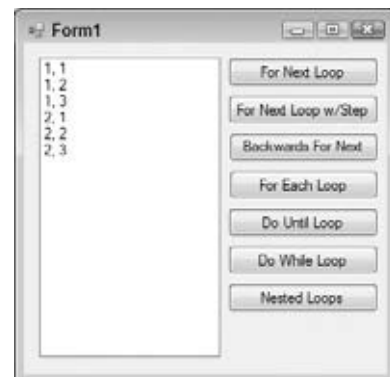 Form1
1, 1
1, 2
1, 3
2, 1
2, 2
2, 3
For Next Loop
For Next Loop w/Step
Backwards For Next
For Each Loop
Do Until Loop
Do While Loop
Nested Loops